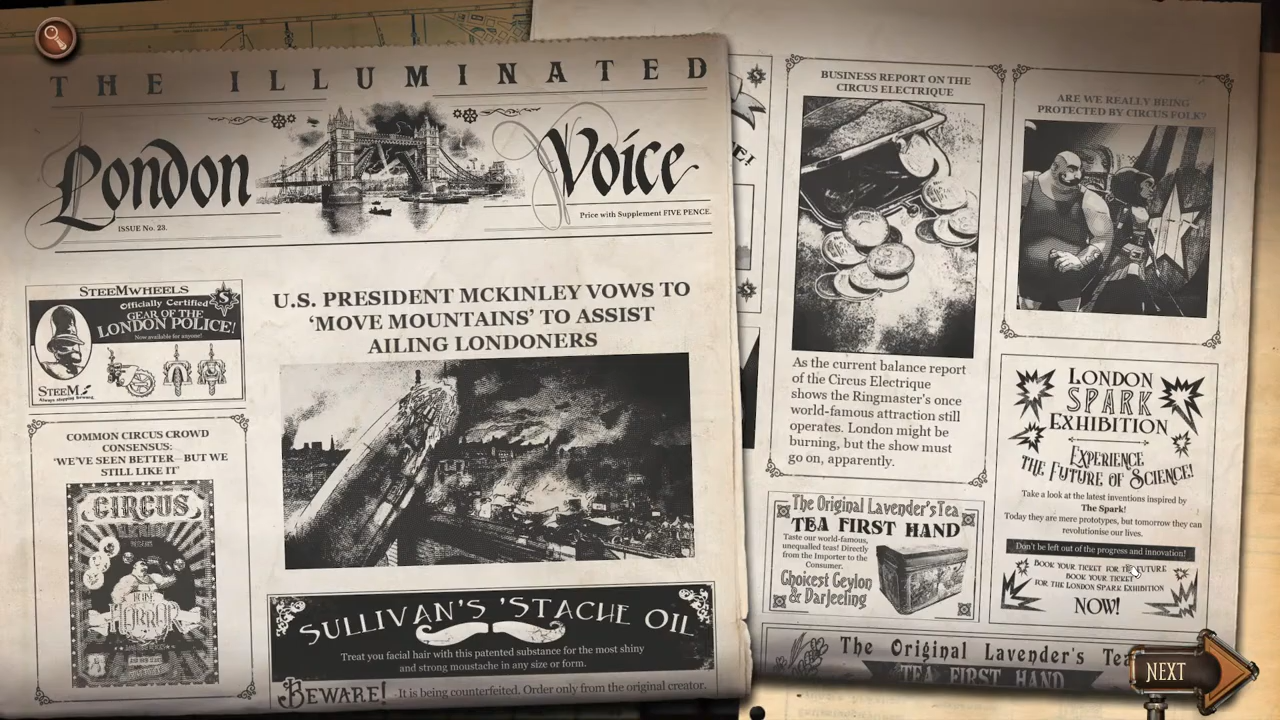 THE ILLUMINATED
London Voice
ISSUE No. 23.
Price with Supplement FIVE PENCE.
STEEMWHEELS
Officially Certified
GEAR OF THE
LONDON POLICE!
Now available for anyone!
STEEM
Always slipping beware.
COMMON CIRCUS CROWD
CONSENSUS:
'WE'VE SEEN BETTER—BUT WE
STILL LIKE IT'
CIRCUS
HORROR
U.S. PRESIDENT MCKINLEY VOWS TO
'MOVE MOUNTAINS' TO ASSIST
AILING LONDONERS
SULLIVAN'S 'STACHE OIL
Treat you facial hair with this patented substance for the most shiny
and strong moustache in any size or form.
BEWARE! -It is being counterfeited. Order only from the original creator.
E!
BUSINESS REPORT ON THE
CIRCUS ELECTRIQUE
As the current balance report
of the Circus Electrique
shows the Ringmaster's once
world-famous attraction still
operates. London might be
burning, but the show must
go on, apparently.
The Original Lavender's Tea
TEA FIRST HAND
Taste our world-famous,
unequalled teas! Directly
from the Importer to the
Consumer.
Choicest Ceylon
& Darjeeling
ARE WE REALLY BEING
PROTECTED BY CIRCUS FOLK?
LONDON
SPARK
EXHIBITION
EXPERIENCE
THE FUTURE OF SCIENCE!
Take a look at the latest inventions inspired by
The Spark!
Today they are mere prototypes, but tomorrow they can
revolutionise our lives.
Don't be left out of the progress and innovation!
BOOK YOUR TICKET FOR THE FUTURE
BOOK YOUR TICKET
FOR THE LONDON SPARK EXHIBITION
NOW!
The Original Lavender's Tea
TEA FIRST HAND
NEXT